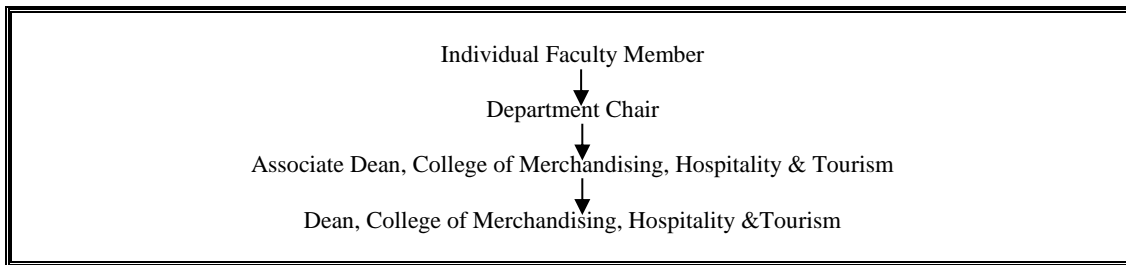 Individual Faculty Member
Department Chair
Associate Dean, College of Merchandising, Hospitality & Tourism
Dean, College of Merchandising, Hospitality &Tourism